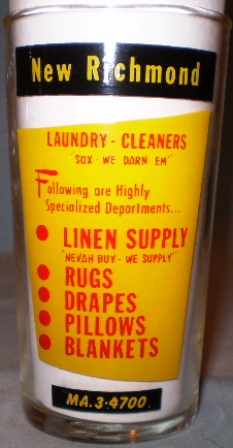 New Richmond
LAUNDRY - CLEANERS
"SOX - WE DARN EM"
Following are Highly
Specialized Departments...
• LINEN SUPPLY
"NEVAH BUY - WE SUPPLY"
• RUGS
• DRAPES
• PILLOWS
• BLANKETS
MA.3-4700.